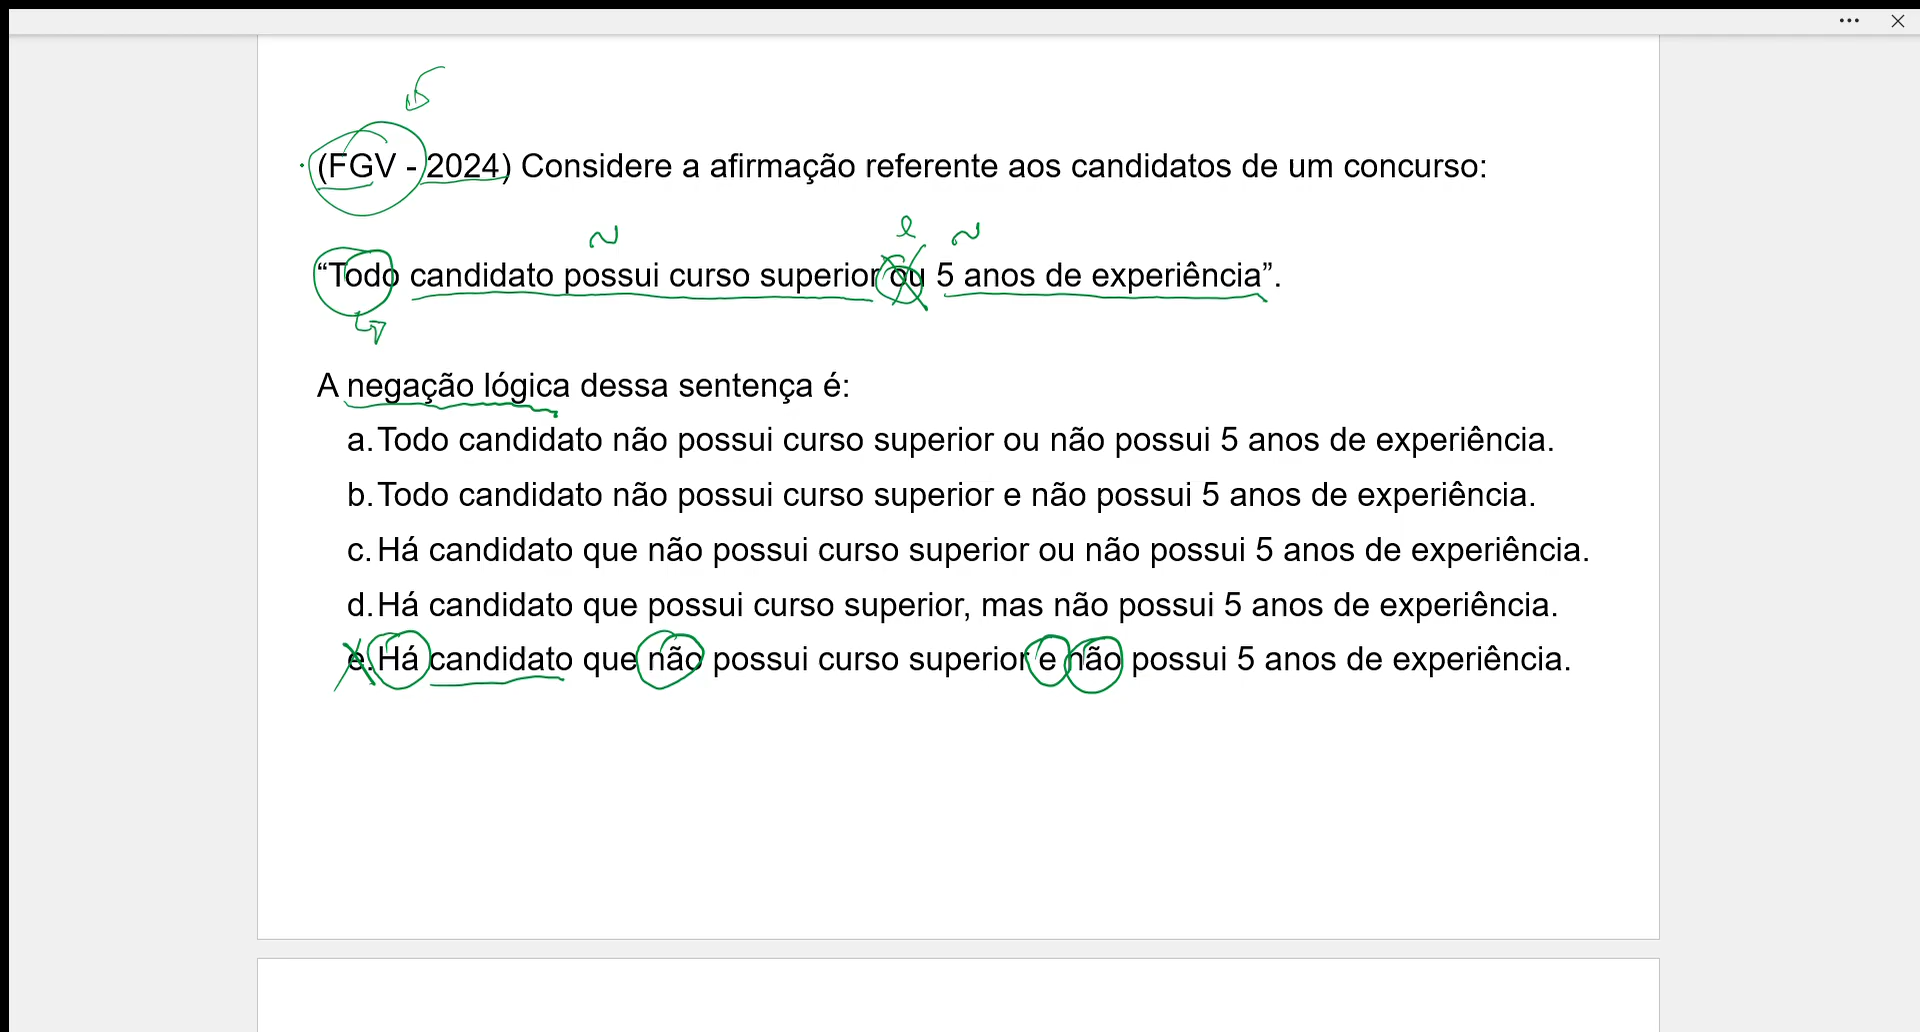 (FGV - 2024) Considere a afirmação referente aos candidatos de um concurso:
~ e ~
“Todo candidato possui curso superior ou 5 anos de experiência”.
A negação lógica dessa sentença é:
a. Todo candidato não possui curso superior ou não possui 5 anos de experiência.
b. Todo candidato não possui curso superior e não possui 5 anos de experiência.
c. Há candidato que não possui curso superior ou não possui 5 anos de experiência.
d. Há candidato que possui curso superior, mas não possui 5 anos de experiência.
e. Há candidato que não possui curso superior e não possui 5 anos de experiência.